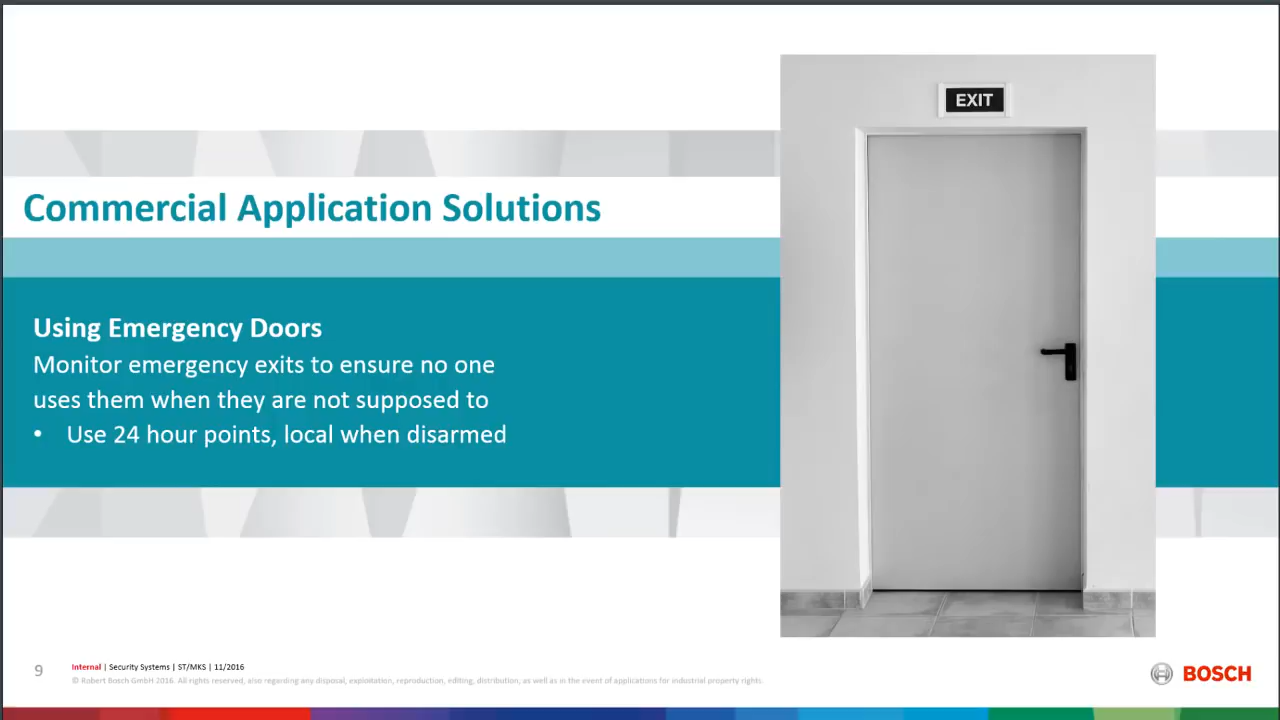 EXIT
Commercial Application Solutions
Using Emergency Doors
Monitor emergency exits to ensure no one
uses them when they are not supposed to
• Use 24 hour points, local when disarmed
9
Internal | Security Systems | ST/MKS | 11/2016
© Robert Bosch GmbH 2016. All rights reserved, also regarding any disposal, exploitation, reproduction, editing, distribution, as well as in the event of applications for industrial property rights.
BOSCH